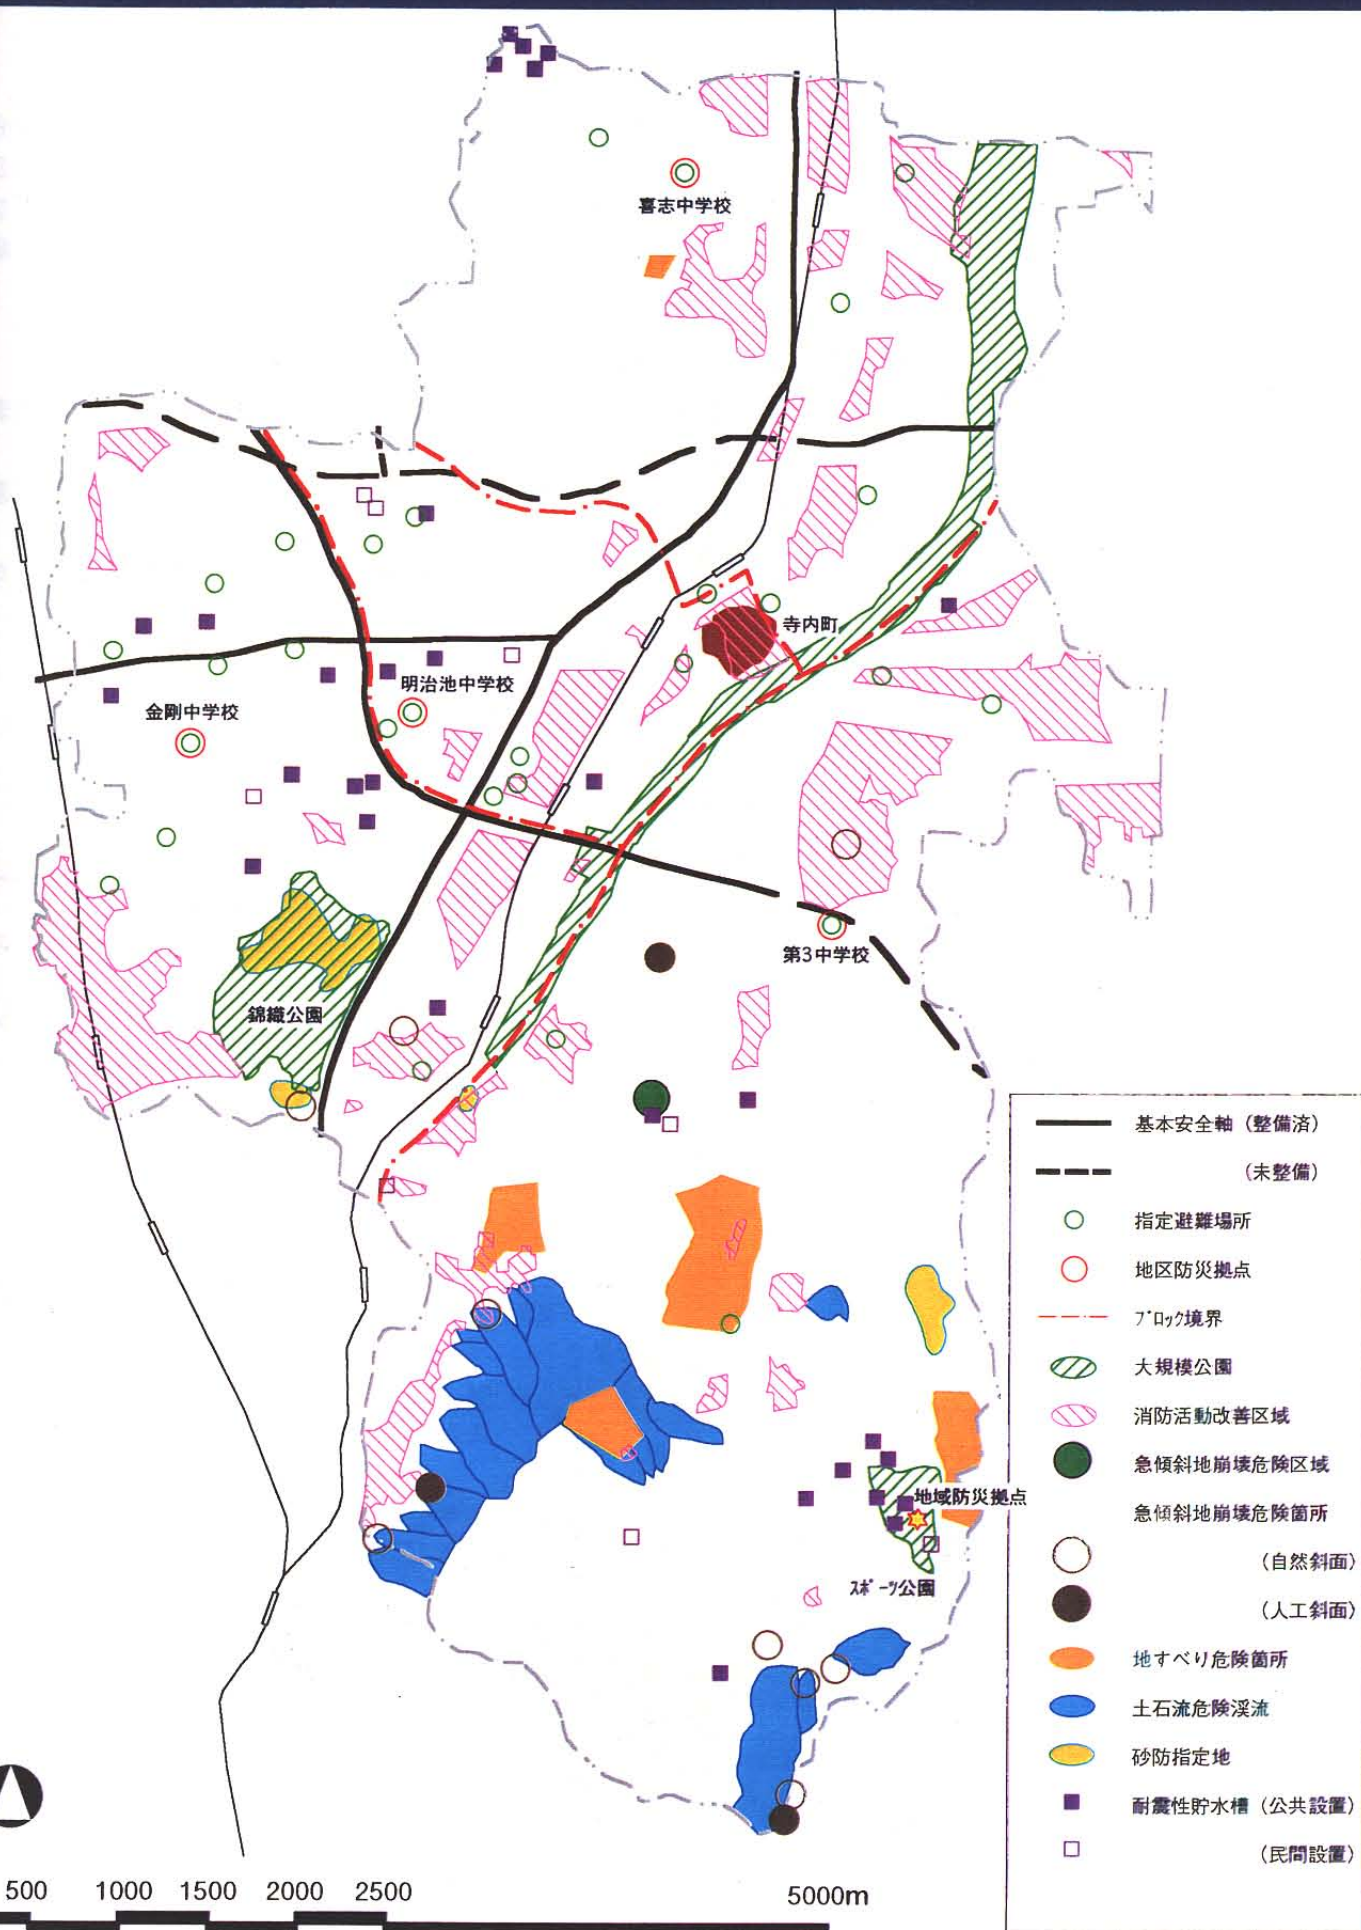 喜志中学校
寺内町
明治池中学校
金剛中学校
第3中学校
錦織公園
地域防災拠点
スポーツ公園
基本安全軸（整備済）
（未整備）
指定避難場所
地区防災拠点
ブロック境界
大規模公園
消防活動改善区域
急傾斜地崩壊危険区域
急傾斜地崩壊危険箇所
（自然斜面）
（人工斜面）
地すべり危険箇所
土石流危険渓流
砂防指定地
耐震性貯水槽（公共設置）
（民間設置）
500 1000 1500 2000 2500 5000m